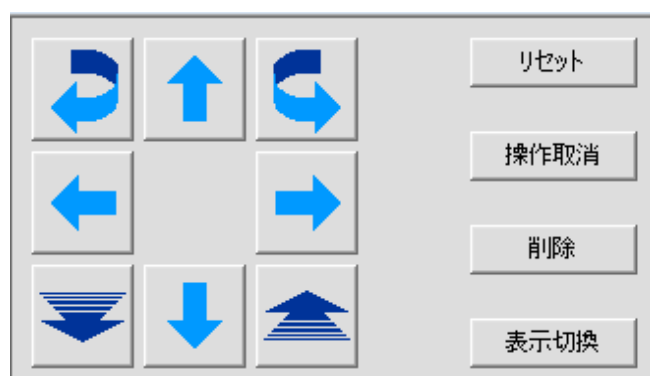 リセット
操作取消
削除
表示切換